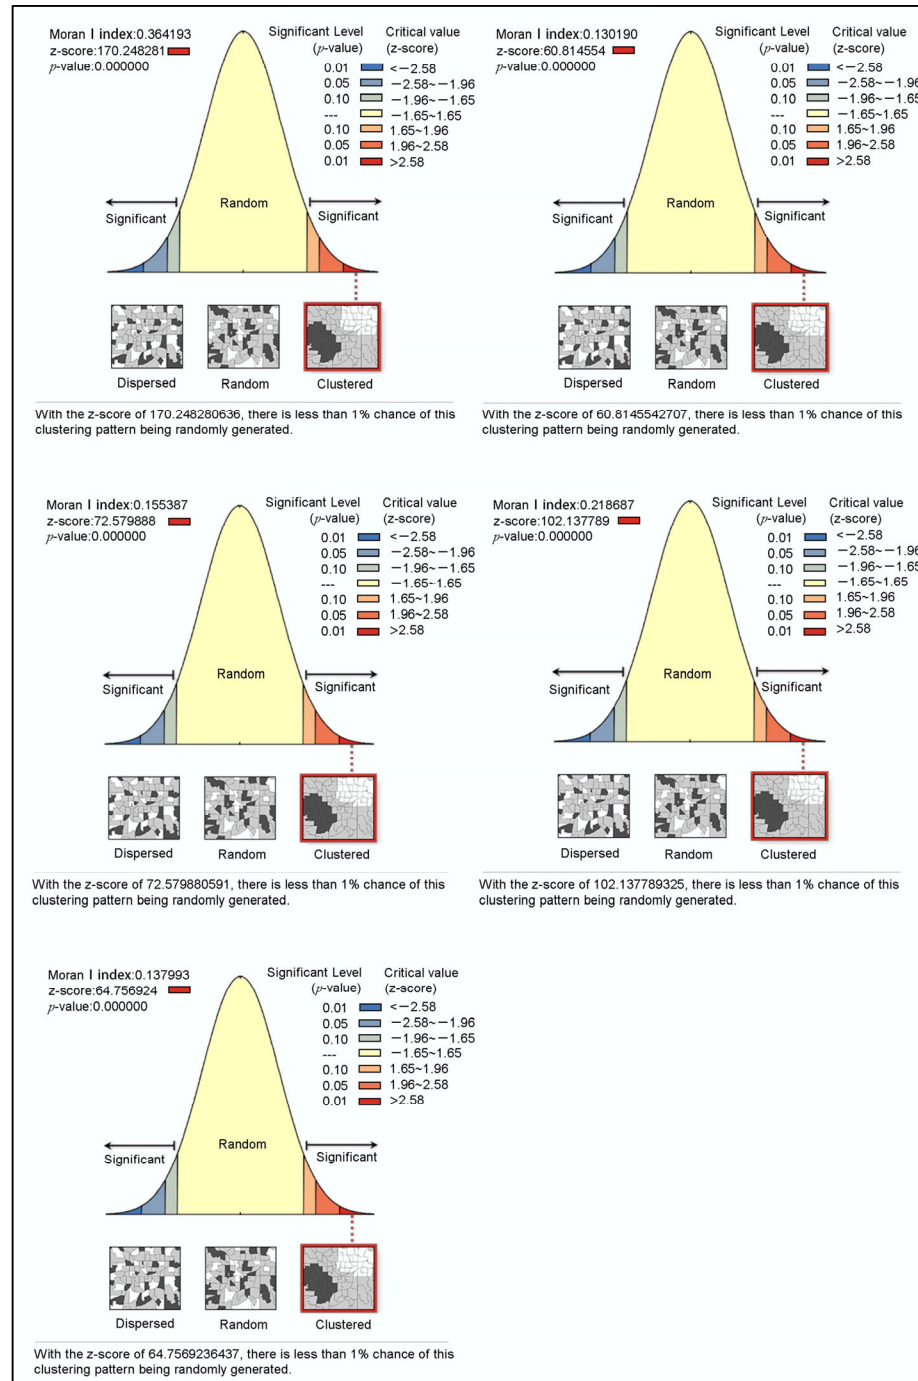 Moran I index:0.364193
z-score:170.248281
p-value:0.000000
Significant Level
(p-value)
Critical value
(z-score)
0.01 <−2.58
0.05 −2.58~−1.96
0.10 −1.96~−1.65
--- −1.65~1.65
0.10 1.65~1.96
0.05 1.96~2.58
0.01 >2.58
Significant
Random
Significant
Dispersed
Random
Clustered
With the z-score of 170.248280636, there is less than 1% chance of this
clustering pattern being randomly generated.
Moran I index:0.130190
z-score:60.814554
p-value:0.000000
Significant Level
(p-value)
Critical value
(z-score)
0.01 <−2.58
0.05 −2.58~−1.96
0.10 −1.96~−1.65
--- −1.65~1.65
0.10 1.65~1.96
0.05 1.96~2.58
0.01 >2.58
Significant
Random
Significant
Dispersed
Random
Clustered
With the z-score of 60.8145542707, there is less than 1% chance of this
clustering pattern being randomly generated.
Moran I index:0.155387
z-score:72.579888
p-value:0.000000
Significant Level
(p-value)
Critical value
(z-score)
0.01 <−2.58
0.05 −2.58~−1.96
0.10 −1.96~−1.65
--- −1.65~1.65
0.10 1.65~1.96
0.05 1.96~2.58
0.01 >2.58
Significant
Random
Significant
Dispersed
Random
Clustered
With the z-score of 72.579880591, there is less than 1% chance of this
clustering pattern being randomly generated.
Moran I index:0.218687
z-score:102.137789
p-value:0.000000
Significant Level
(p-value)
Critical value
(z-score)
0.01 <−2.58
0.05 −2.58~−1.96
0.10 −1.96~−1.65
--- −1.65~1.65
0.10 1.65~1.96
0.05 1.96~2.58
0.01 >2.58
Significant
Random
Significant
Dispersed
Random
Clustered
With the z-score of 102.137789325, there is less than 1% chance of this
clustering pattern being randomly generated.
Moran I index:0.137993
z-score:64.756924
p-value:0.000000
Significant Level
(p-value)
Critical value
(z-score)
0.01 <−2.58
0.05 −2.58~−1.96
0.10 −1.96~−1.65
--- −1.65~1.65
0.10 1.65~1.96
0.05 1.96~2.58
0.01 >2.58
Significant
Random
Significant
Dispersed
Random
Clustered
With the z-score of 64.7569236437, there is less than 1% chance of this
clustering pattern being randomly generated.